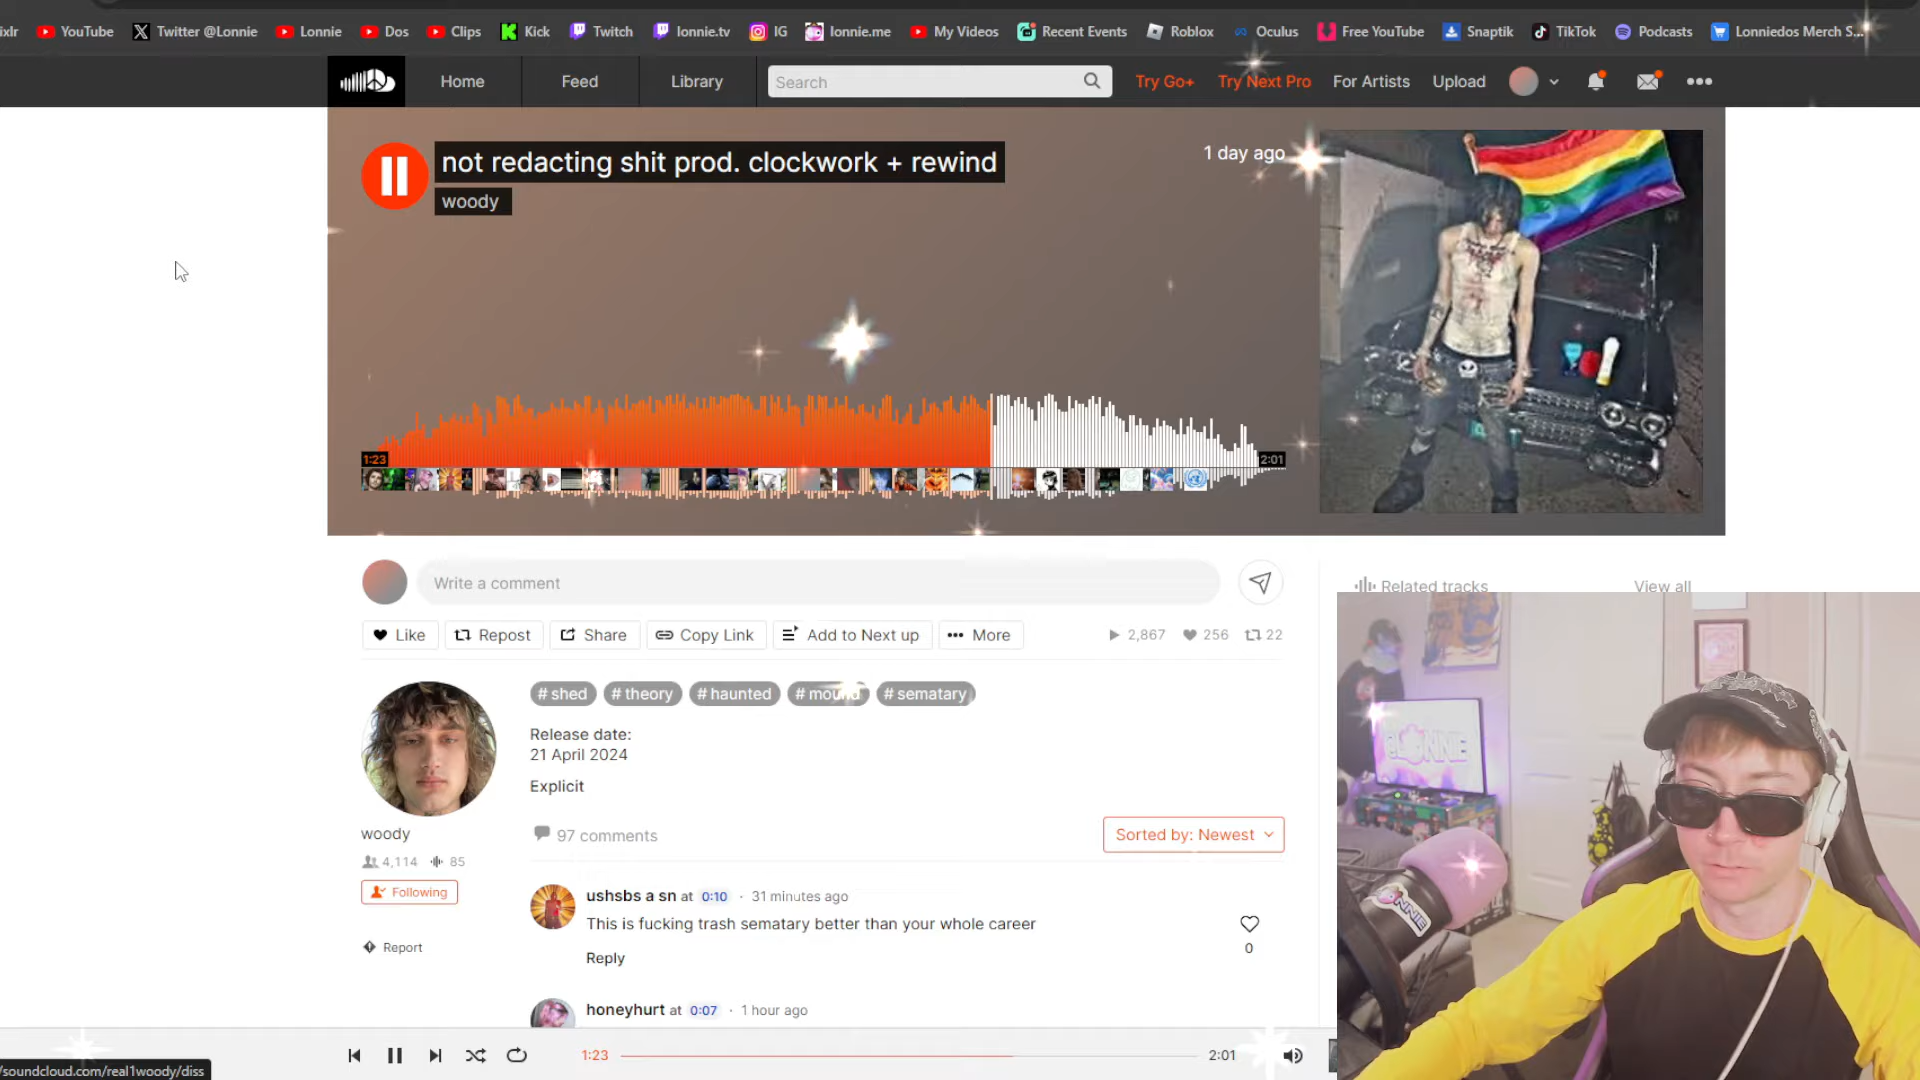 ixlr YouTube Twitter @Lonnie Lonnie Dos Clips Kick Twitch lonnie.tv IG lonnie.me My Videos Recent Events Roblox Oculus Free YouTube Snaptik TikTok Podcasts Lonniedos Merch S...
Home Feed Library Search Try Go+ Try Next Pro For Artists Upload
not redacting shit prod. clockwork + rewind
1 day ago
woody
1:23
2:01
Write a comment
Related tracks View all
Like Repost Share Copy Link Add to Next up More 2,867 256 22
# shed # theory # haunted # mound # sematary
Release date:
21 April 2024
Explicit
woody
4,114 85
Following
Report
97 comments
Sorted by: Newest
ushsbs a sn at 0:10 · 31 minutes ago
This is fucking trash sematary better than your whole career
0
Reply
honeyhurt at 0:07 · 1 hour ago
1:23
2:01
/soundcloud.com/real1woody/diss
LONNIE
ONNIE